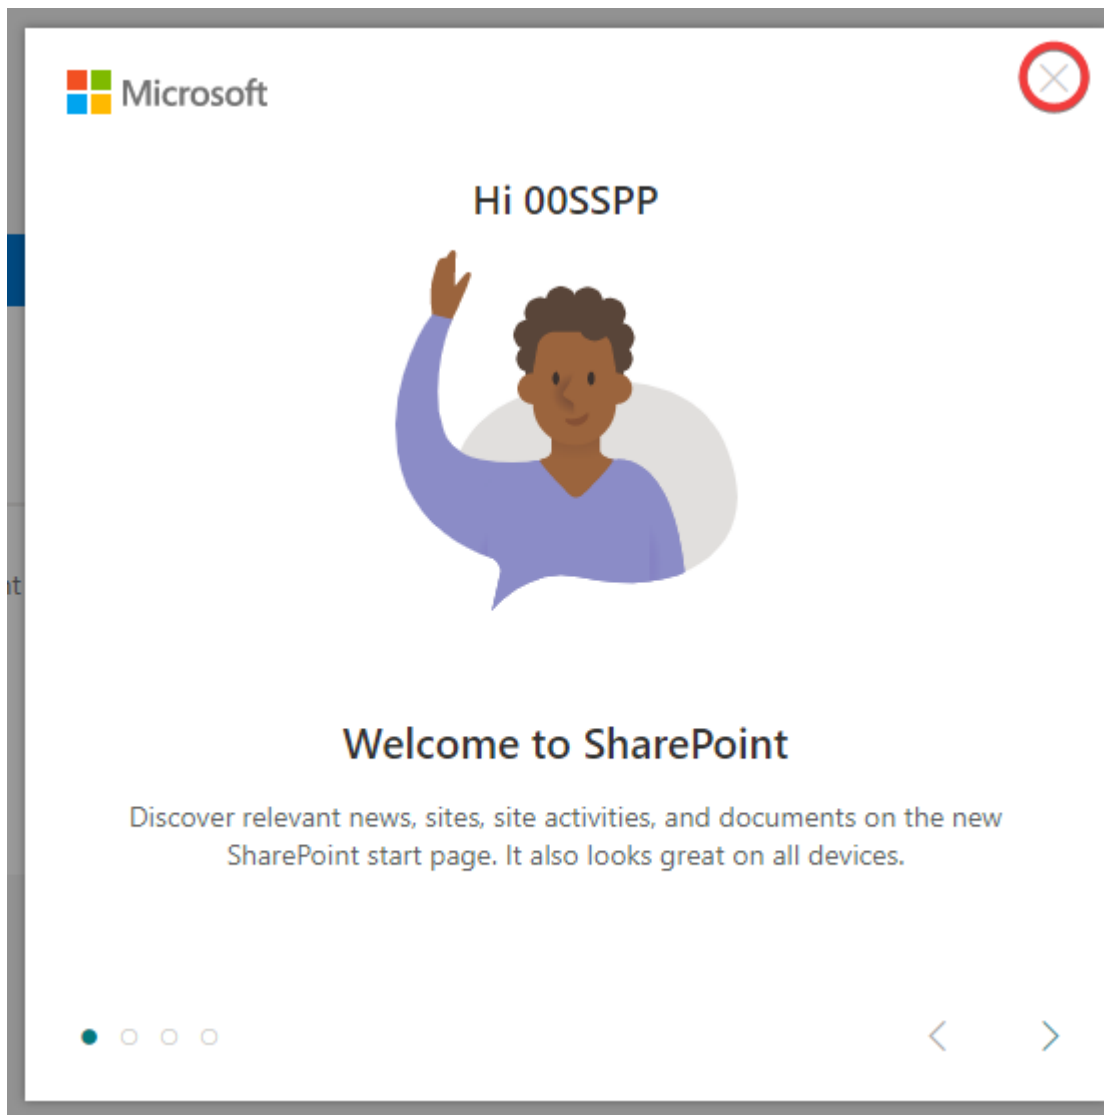 Microsoft
Hi 00SSPP
nt
Welcome to SharePoint
Discover relevant news, sites, site activities, and documents on the new
SharePoint start page. It also looks great on all devices.